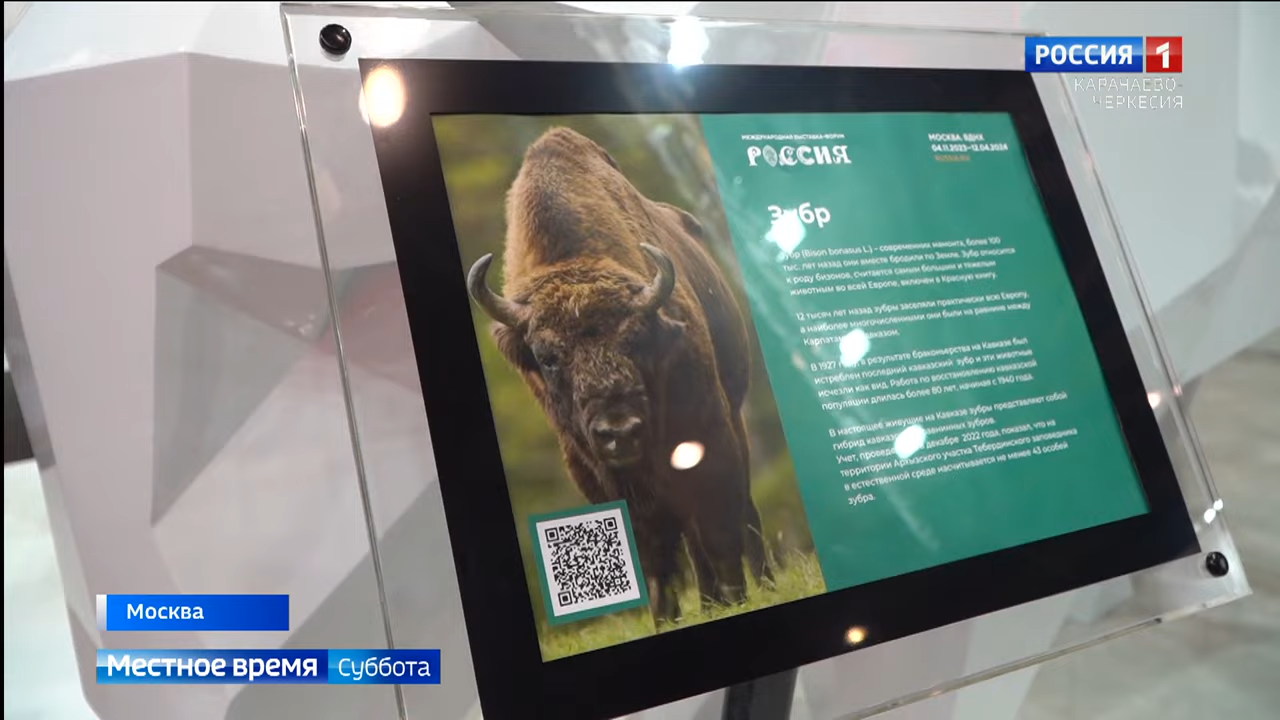 РОССИЯ 1
КАРАЧАЕВО-
ЧЕРКЕСИЯ
МЕЖДУНАРОДНАЯ ВЫСТАВКА-ФОРУМ
РОССИЯ
МОСКВА, ВДНХ
04.11.2023–12.04.2024
Зубр
Зубр (Bison bonasus L.) – современник мамонта, более 100
тыс. лет назад они вместе бродили по Земле. Зубр относится
к роду бизонов, считается самым большим и тяжелым
животным во всей Европе, включен в Красную книгу.
12 тысяч лет назад зубры заселяли практически всю Европу,
а наиболее многочисленными они были на равнине между
Карпатами Кавказом.
В 1927 в результате браконьерства на Кавказе был
истреблен последний кавказский зубр и эти животные
исчезли как вид. Работа по восстановлению кавказской
популяции длилась более 80 лет, начиная с 1940 года.
В настоящее живущие на Кавказе зубры представляют собой
гибрид равнинных зубров.
Учет, декабре 2022 года, показал, что на
территории Архызского участка Тебердинского заповедника
в естественной среде насчитывается не менее 43 особей
зубра.
Москва
Местное время Суббота